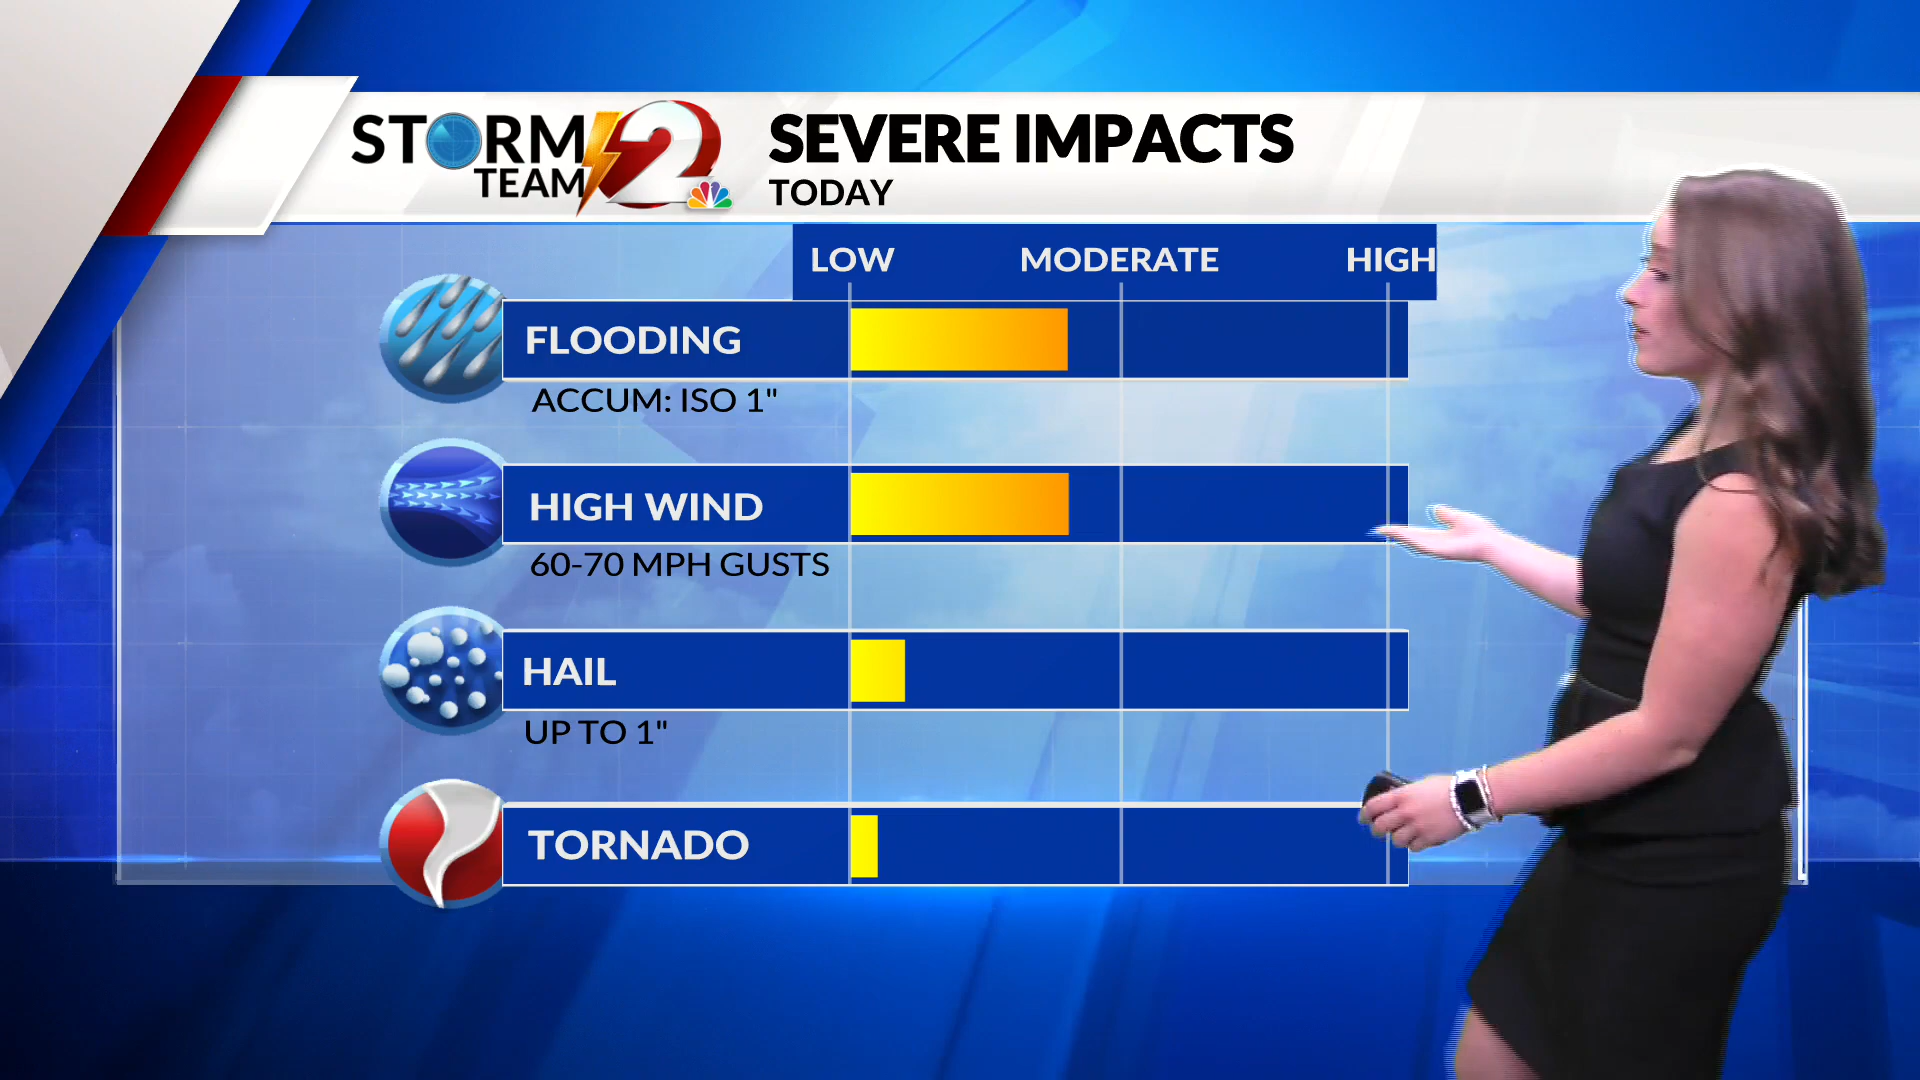 STORM
TEAM
2
SEVERE IMPACTS
TODAY
LOW MODERATE HIGH
FLOODING
ACCUM: ISO 1"
HIGH WIND
60-70 MPH GUSTS
HAIL
UP TO 1"
TORNADO